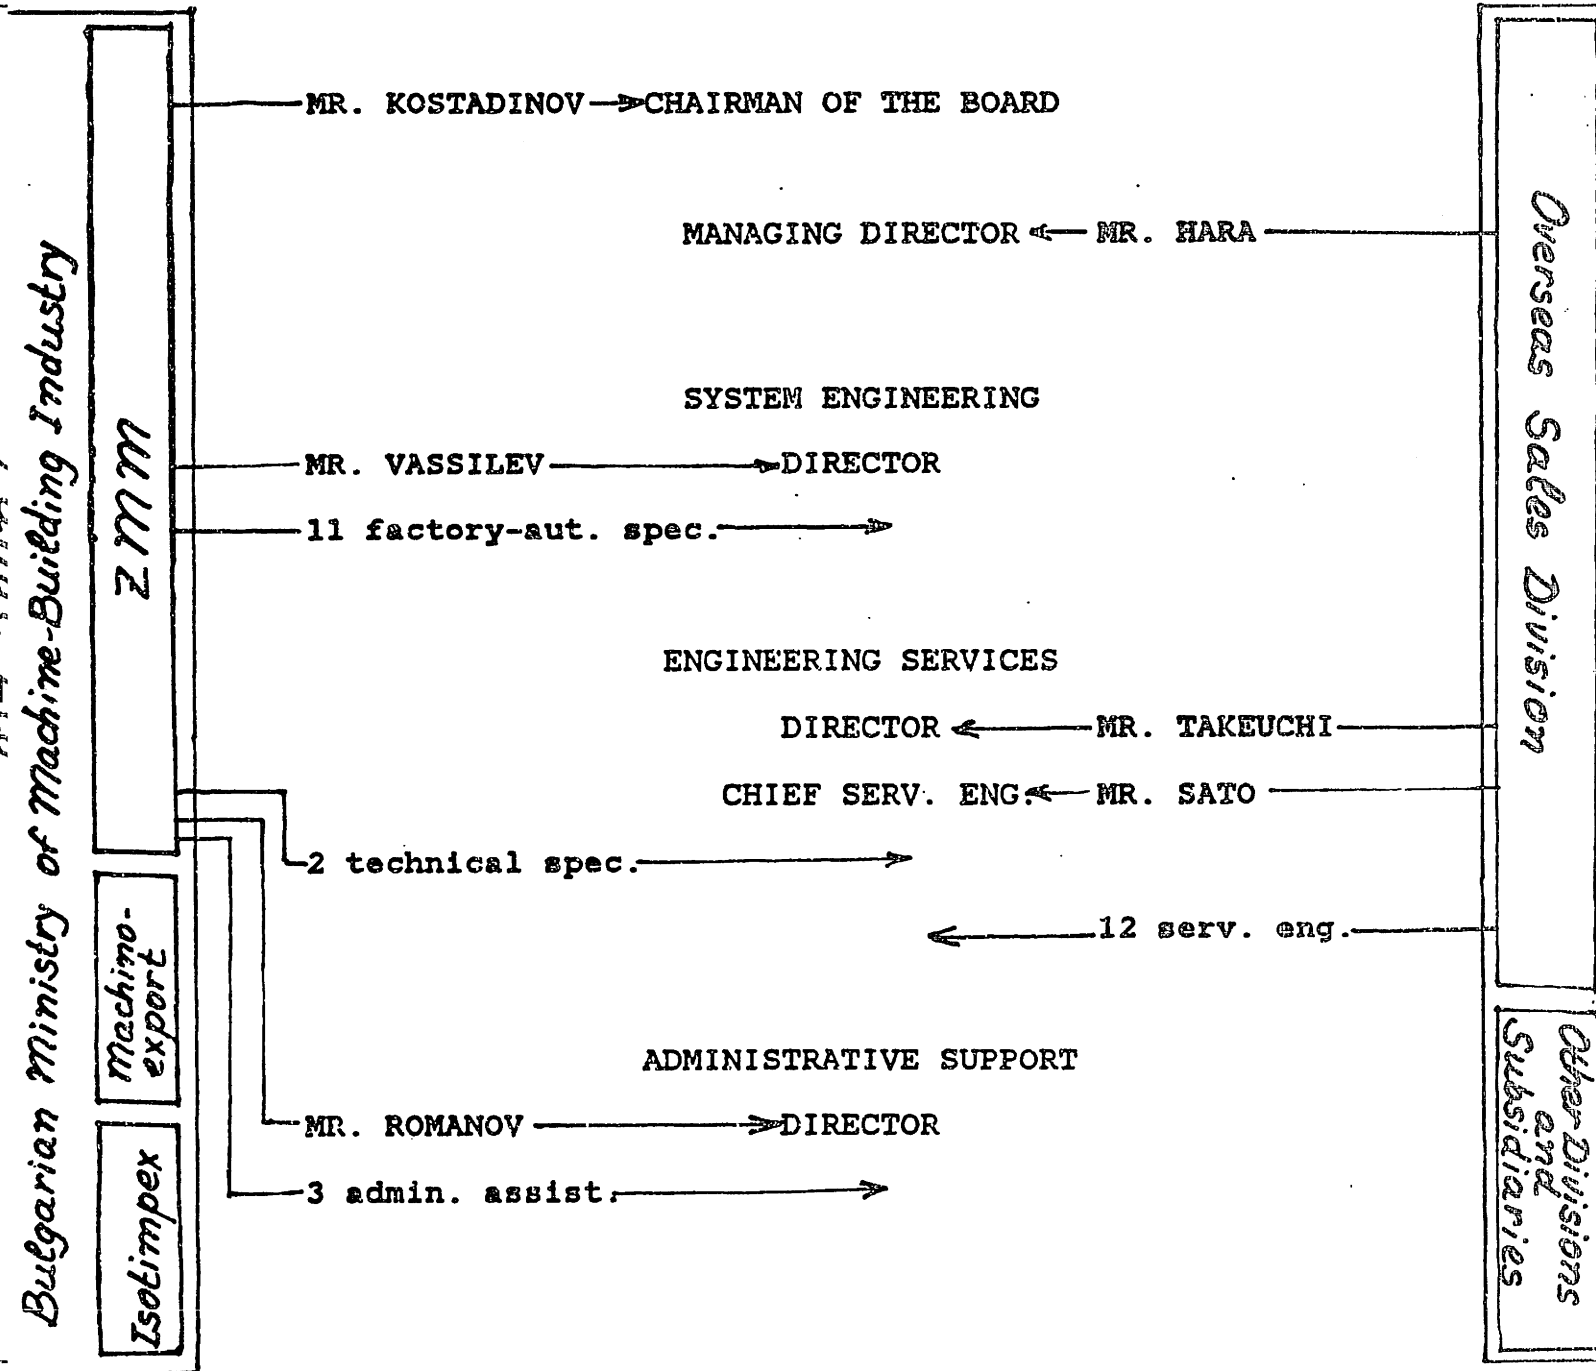 Bulgarian Ministry of Machine-Building Industry
ZMM
Machino-
export
Isotimpex
MR. KOSTADINOV CHAIRMAN OF THE BOARD
MANAGING DIRECTOR MR. HARA
SYSTEM ENGINEERING
MR. VASSILEV DIRECTOR
11 factory-aut. spec.
ENGINEERING SERVICES
DIRECTOR MR. TAKEUCHI
CHIEF SERV. ENG. MR. SATO
2 technical spec.
12 serv. eng.
ADMINISTRATIVE SUPPORT
MR. ROMANOV DIRECTOR
3 admin. assist.
Overseas Sales Division
Other Divisions
and
Subsidiaries